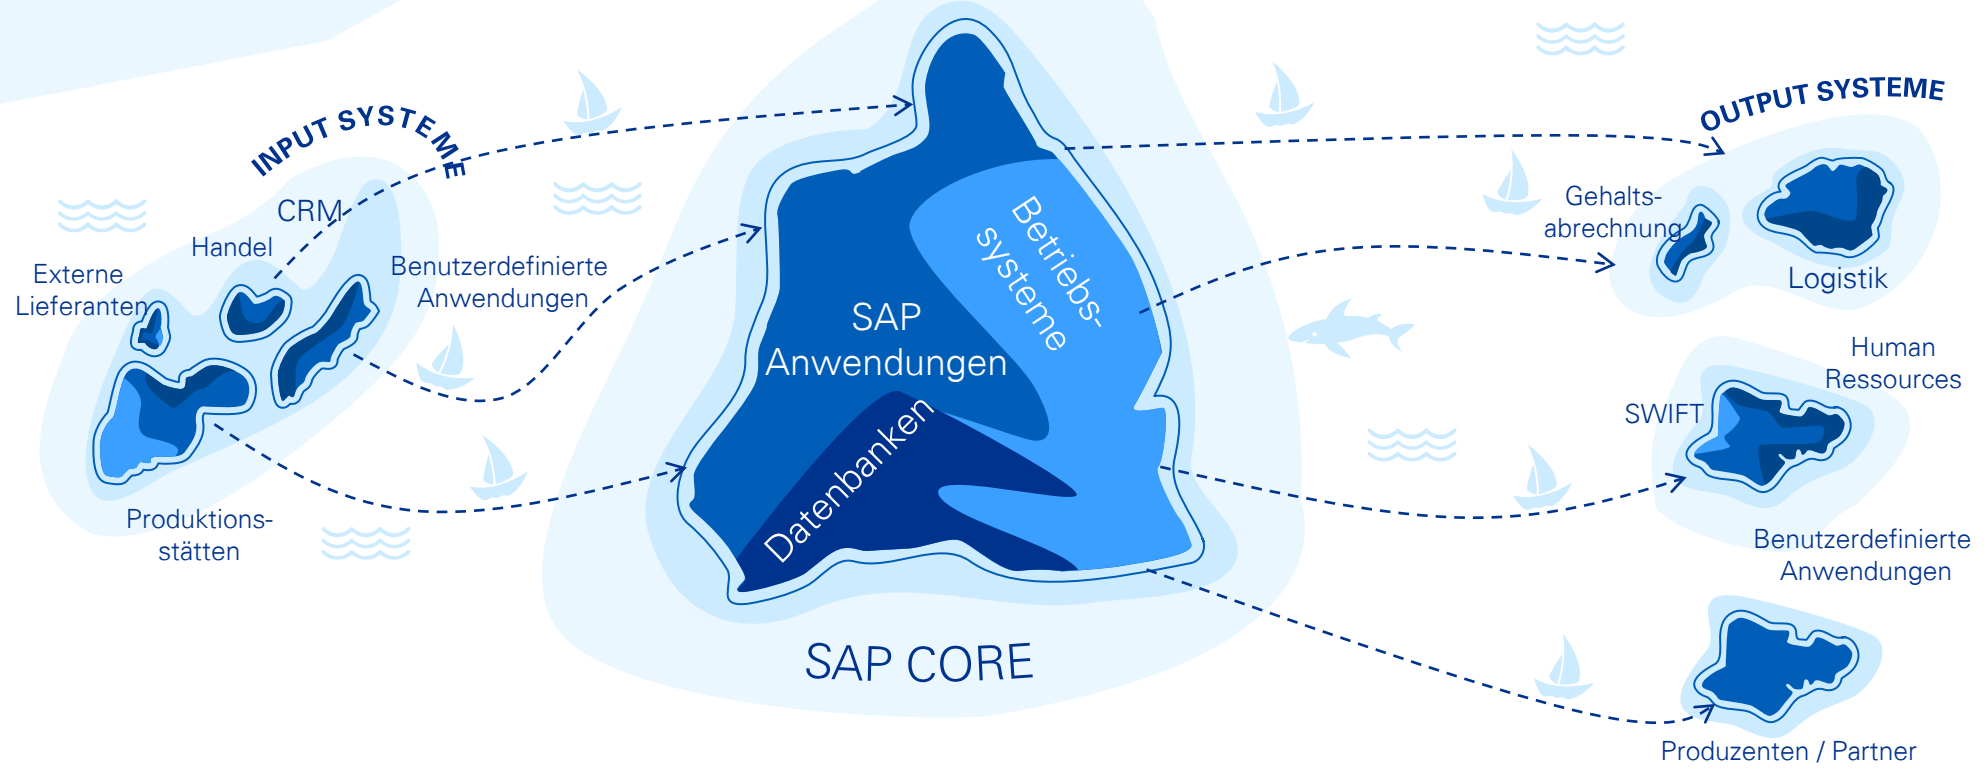 INPUT SYSTEME
CRM
Handel
Externe
Lieferanten
Benutzerdefinierte
Anwendungen
Produktions-
stätten
SAP
Anwendungen
Betriebs-
systeme
Datenbanken
SAP CORE
OUTPUT SYSTEME
Gehalts-
abrechnung
Logistik
Human
Ressources
SWIFT
Benutzerdefinierte
Anwendungen
Produzenten / Partner